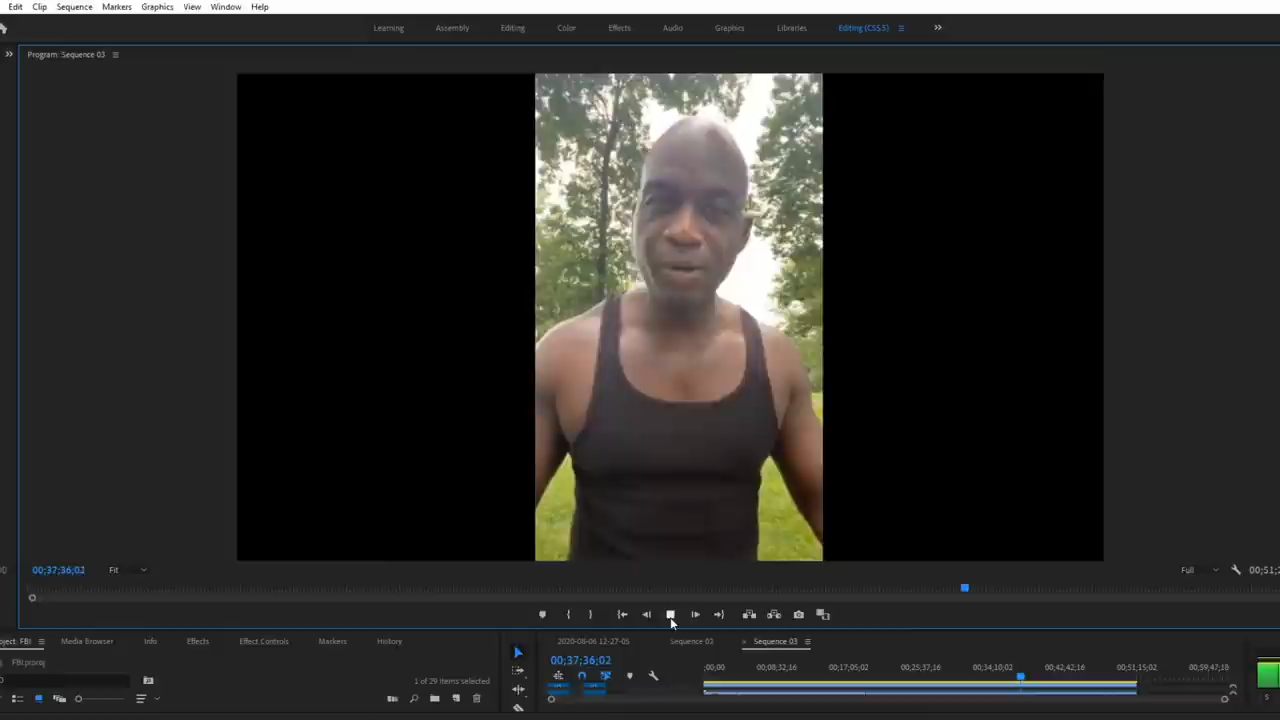 Edit Clip Sequence Markers Graphics View Window Help
Learning Assembly Editing Color Effects Audio Graphics Libraries Editing (CS5.5)
Program: Sequence 03
00;37;36;02 Fit Full
Media Browser Info Effects Effect Controls Markers History
2020-08-06 12-27-05 Sequence 02 Sequence 03
00;37;36;02
;00;00 00;08;32;16 00;17;05;02 00;25;37;16 00;34;10;02 00;42;42;16 00;51;15;02 00;59;47;18
1 of 29 items selected